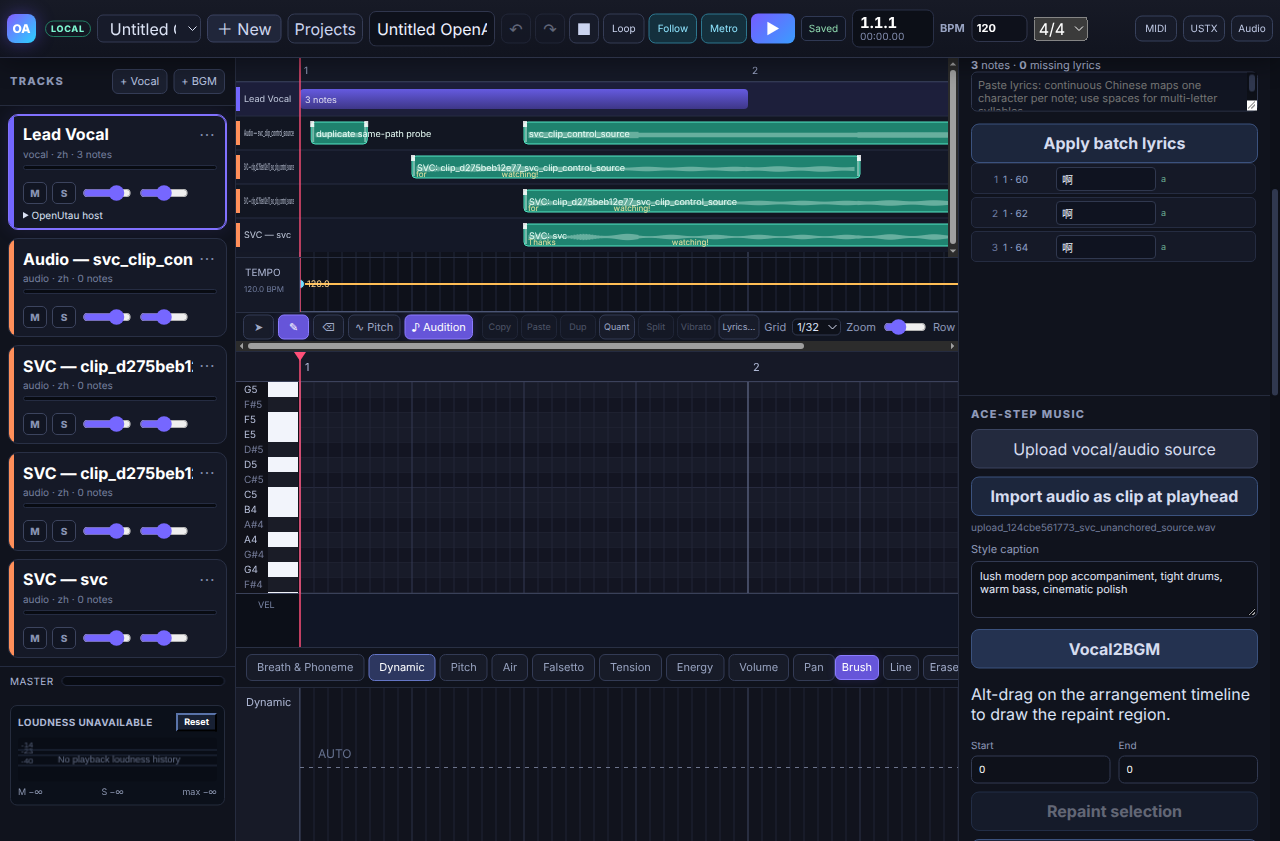 OA LOCAL Untitled ( + New Projects Untitled OpenA Loop Follow Metro Saved 1.1.1 00:00.00 BPM 120 4/4 MIDI USTX Audio
TRACKS + Vocal + BGM
Lead Vocal ...
vocal · zh · 3 notes
M S
OpenUtau host
Audio — svc_clip_con ...
audio · zh · 0 notes
M S
SVC — clip_d275beb1 ...
audio · zh · 0 notes
M S
SVC — clip_d275beb1 ...
audio · zh · 0 notes
M S
SVC — svc ...
audio · zh · 0 notes
M S
MASTER
LOUDNESS UNAVAILABLE Reset
-14
-23
-40
No playback loudness history
M −∞ S −∞ max −∞
1 2
Lead Vocal 3 notes
duplicate same-path probe svc_clip_control_source
SVC: clip_d275beb12e77_svc_clip_control_source
for watching!
SVC: clip_d275beb12e77_svc_clip_control_source
for watching!
SVC — svc SVC: svc
Thanks watching!
TEMPO
120.0 BPM
120.0
Pitch Audition Copy Paste Dup Quant Split Vibrato Lyrics... Grid 1/32 Zoom Row
1 2
G5
F#5
F5
E5
D#5
D5
C#5
C5
B4
A#4
A4
G#4
G4
F#4
VEL
Breath & Phoneme Dynamic Pitch Air Falsetto Tension Energy Volume Pan Brush Line Erase
Dynamic
AUTO
3 notes · 0 missing lyrics
Paste lyrics: continuous Chinese maps one
character per note; use spaces for multi-letter
syllables.
Apply batch lyrics
1 1 · 60 啊 a
2 1 · 62 啊 a
3 1 · 64 啊 a
ACE-STEP MUSIC
Upload vocal/audio source
Import audio as clip at playhead
upload_124cbe561773_svc_unanchored_source.wav
Style caption
lush modern pop accompaniment, tight drums,
warm bass, cinematic polish
Vocal2BGM
Alt-drag on the arrangement timeline
to draw the repaint region.
Start End
0 0
Repaint selection